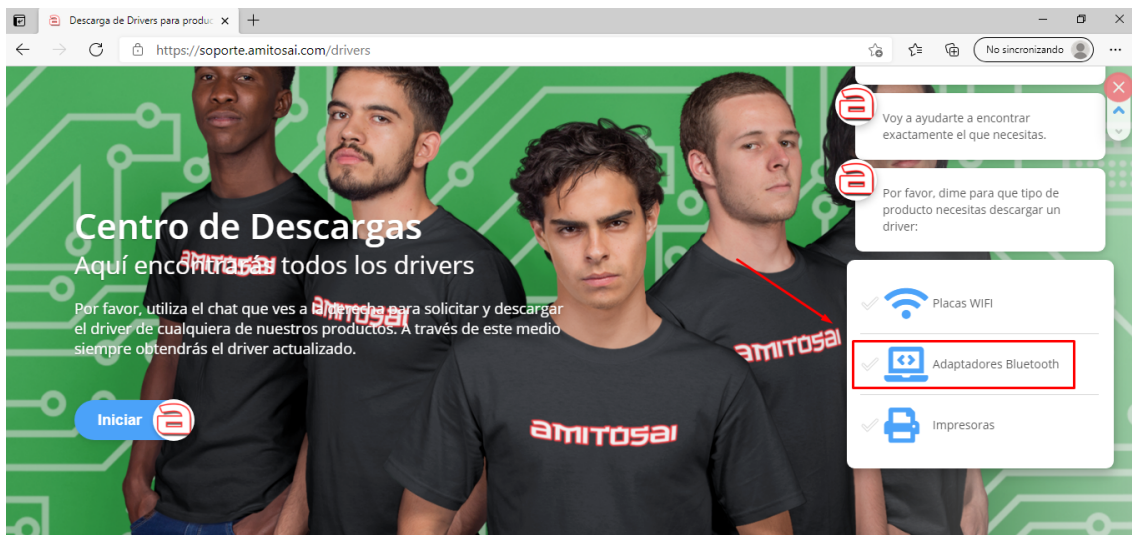 Descarga de Drivers para produc
https://soporte.amitosai.com/drivers
No sincronizando
Centro de Descargas
Aquí encontrarás todos los drivers
Por favor, utiliza el chat que ves a la derecha para solicitar y descargar
el driver de cualquiera de nuestros productos. A través de este medio
siempre obtendrás el driver actualizado.
Iniciar
amitosai
amitosai
amitosai
amitosai
Voy a ayudarte a encontrar
exactamente el que necesitas.
Por favor, dime para que tipo de
producto necesitas descargar un
driver:
Placas WIFI
Adaptadores Bluetooth
Impresoras